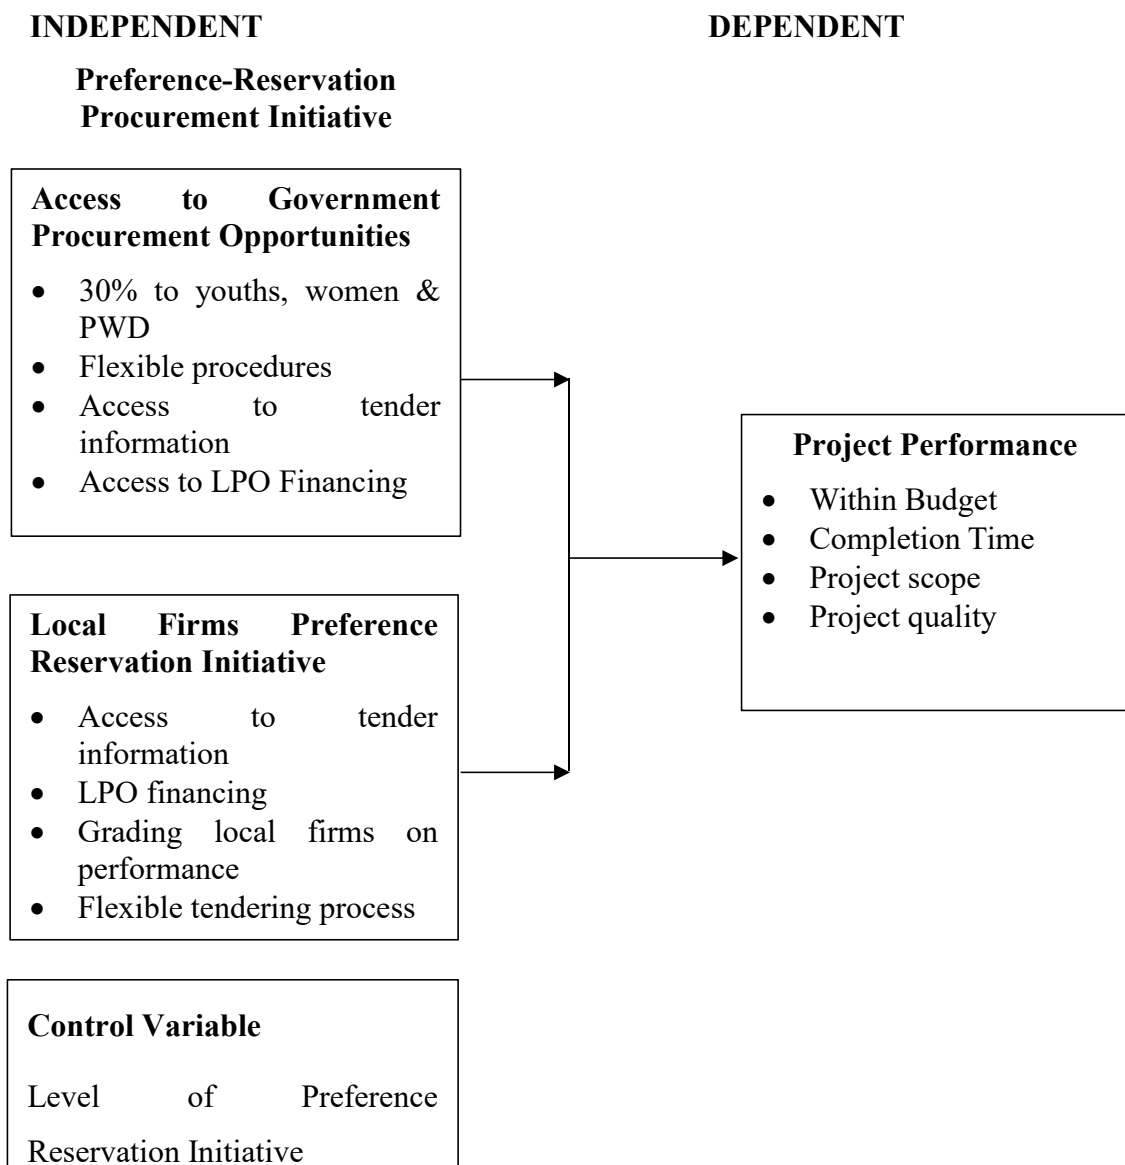 INDEPENDENT
DEPENDENT
Preference-Reservation
Procurement Initiative
Access to Government
Procurement Opportunities
• 30% to youths, women &
PWD
• Flexible procedures
• Access to tender
information
• Access to LPO Financing
Local Firms Preference
Reservation Initiative
• Access to tender
information
• LPO financing
• Grading local firms on
performance
• Flexible tendering process
Control Variable
Level of Preference
Reservation Initiative
Project Performance
• Within Budget
• Completion Time
• Project scope
• Project quality